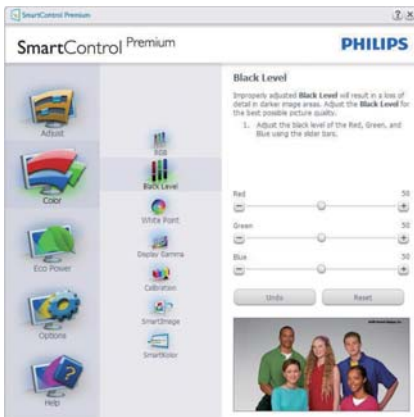 SmartControl Premium
SmartControl Premium
PHILIPS
Adjust
Color
Eco Power
Options
Help
RGB
Black Level
White Point
Display Gamma
Calibration
SmartImage
SmartKolor
Black Level
Improperly adjusted Black Level will result in a loss of
detail in darker image areas. Adjust the Black Level for
the best possible picture quality.
1. Adjust the black level of the Red, Green, and
Blue using the slider bars.
Red 50
Green 50
Blue 50
Undo Reset